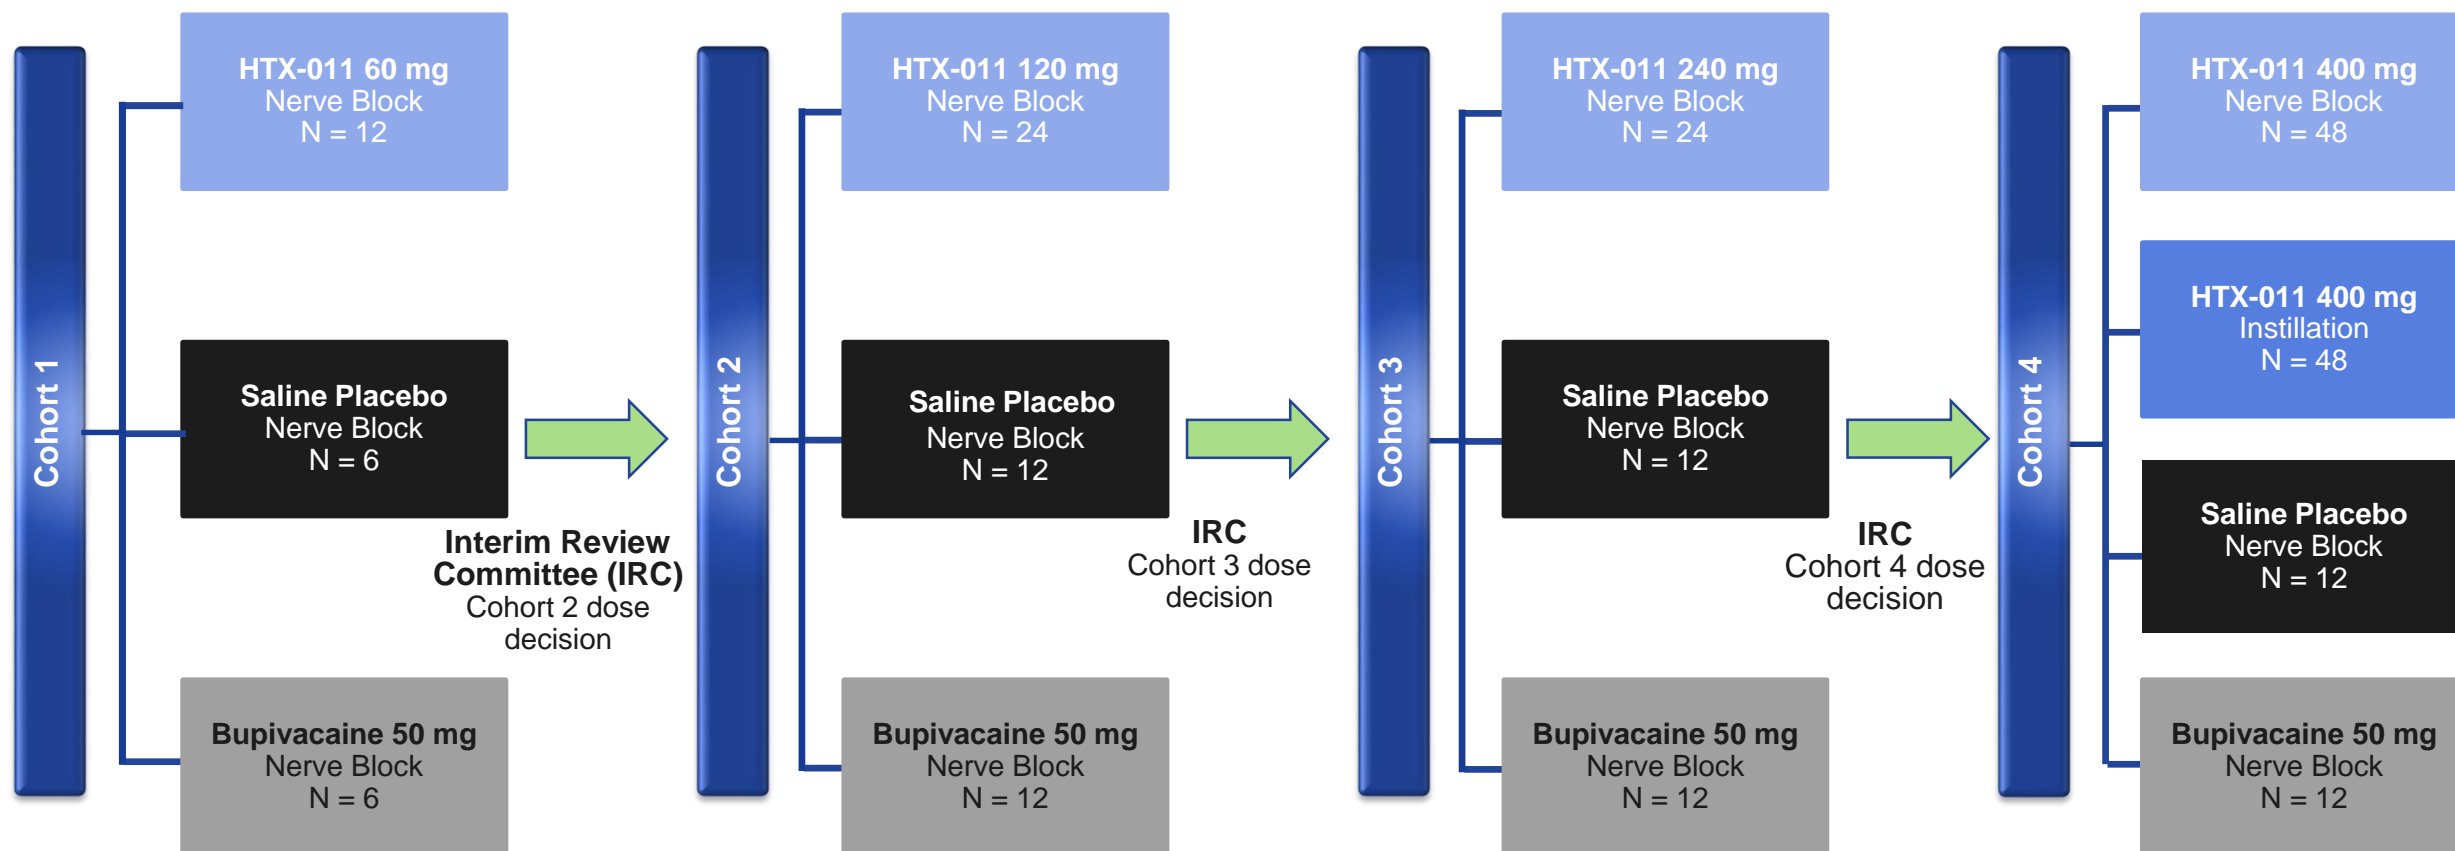 Cohort 1
HTX-011 60 mg
Nerve Block
N = 12
Saline Placebo
Nerve Block
N = 6
Bupivacaine 50 mg
Nerve Block
N = 6
Interim Review
Committee (IRC)
Cohort 2 dose
decision
Cohort 2
HTX-011 120 mg
Nerve Block
N = 24
Saline Placebo
Nerve Block
N = 12
Bupivacaine 50 mg
Nerve Block
N = 12
IRC
Cohort 3 dose
decision
Cohort 3
HTX-011 240 mg
Nerve Block
N = 24
Saline Placebo
Nerve Block
N = 12
Bupivacaine 50 mg
Nerve Block
N = 12
IRC
Cohort 4 dose
decision
Cohort 4
HTX-011 400 mg
Nerve Block
N = 48
HTX-011 400 mg
Instillation
N = 48
Saline Placebo
Nerve Block
N = 12
Bupivacaine 50 mg
Nerve Block
N = 12